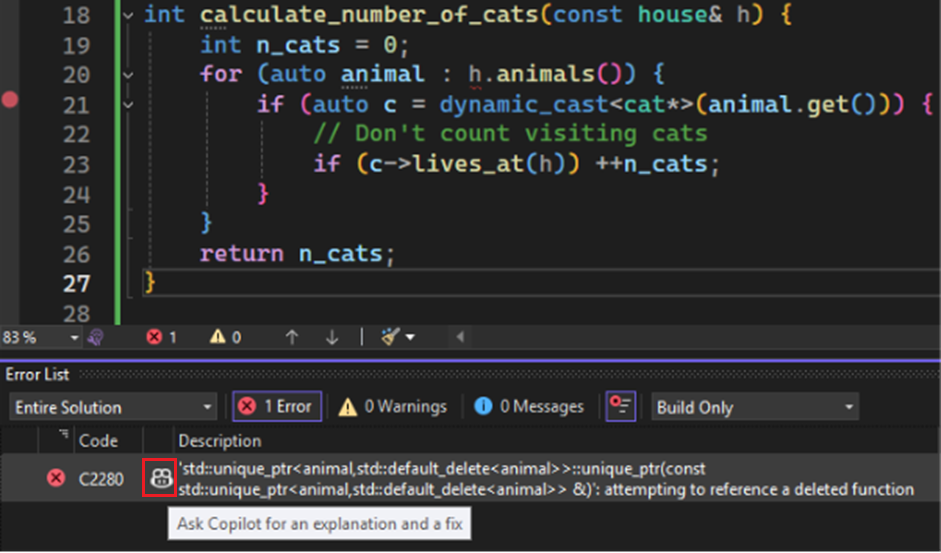 18 int calculate_number_of_cats(const house& h) {
19 int n_cats = 0;
20 for (auto animal : h.animals()) {
21 if (auto c = dynamic_cast<cat*>(animal.get())) {
22 // Don't count visiting cats
23 if (c->lives_at(h)) ++n_cats;
24 }
25 }
26 return n_cats;
27 }
28
83 % 1 0
Error List
Entire Solution 1 Error 0 Warnings 0 Messages Build Only
Code Description
C2280 'std::unique_ptr<animal,std::default_delete<animal>>::unique_ptr(const
std::unique_ptr<animal,std::default_delete<animal>> &)': attempting to reference a deleted function
Ask Copilot for an explanation and a fix